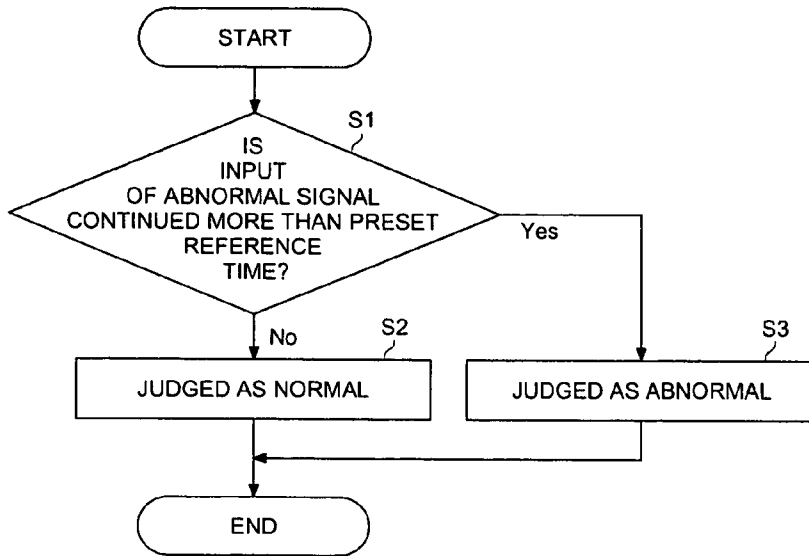 START
S1
IS
INPUT
OF ABNORMAL SIGNAL
CONTINUED MORE THAN PRESET
REFERENCE
TIME?
Yes
No
S2
S3
JUDGED AS NORMAL
JUDGED AS ABNORMAL
END